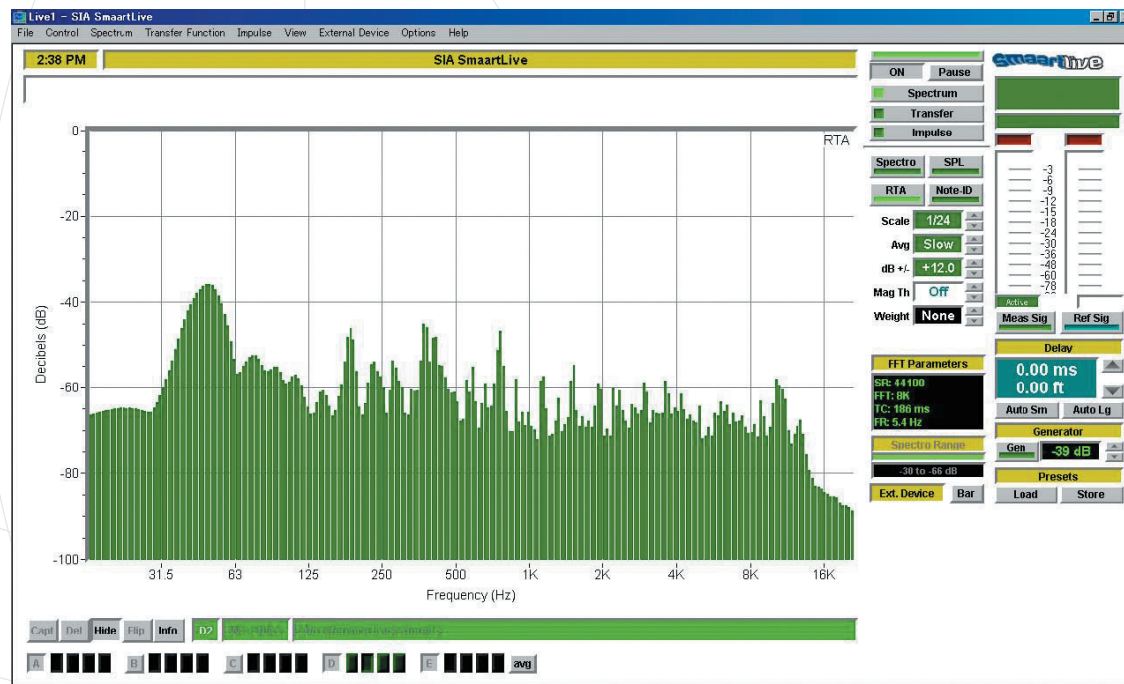 Live1 - SIA SmaartLive
File Control Spectrum Transfer Function Impulse View External Device Options Help
2:38 PM SIA SmaartLive
RTA
0
-20
-40
-60
-80
-100
Decibels (dB)
31.5 63 125 250 500 1K 2K 4K 8K 16K
Frequency (Hz)
Capt Del Hide Flip Info D2
A B C D E avg
ON Pause
Spectrum
Transfer
Impulse
Spectro SPL
RTA Note-ID
Scale 1/24
Avg Slow
dB +/- +12.0
Mag Th Off
Weight None
FFT Parameters
SR: 44100
FFT: 8K
TC: 186 ms
FR: 5.4 Hz
Spectro Range
-30 to -66 dB
Ext. Device Bar
smaartlive
-3
-6
-9
-12
-15
-18
-24
-30
-36
-48
-60
-78
Active
Meas Sig Ref Sig
Delay
0.00 ms
0.00 ft
Auto Sm Auto Lg
Generator
Gen -39 dB
Presets
Load Store